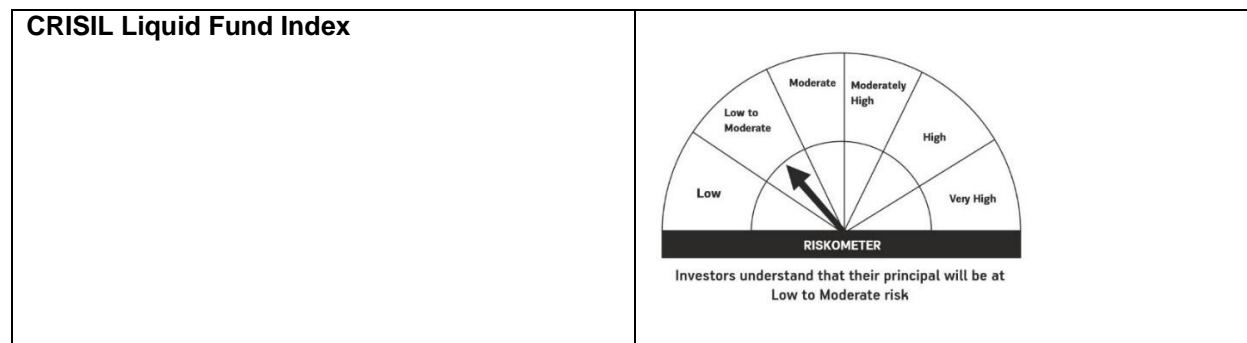 CRISIL Liquid Fund Index
Moderate
Moderately
High
Low to
Moderate
High
Low
Very High
RISKOMETER
Investors understand that their principal will be at
Low to Moderate risk